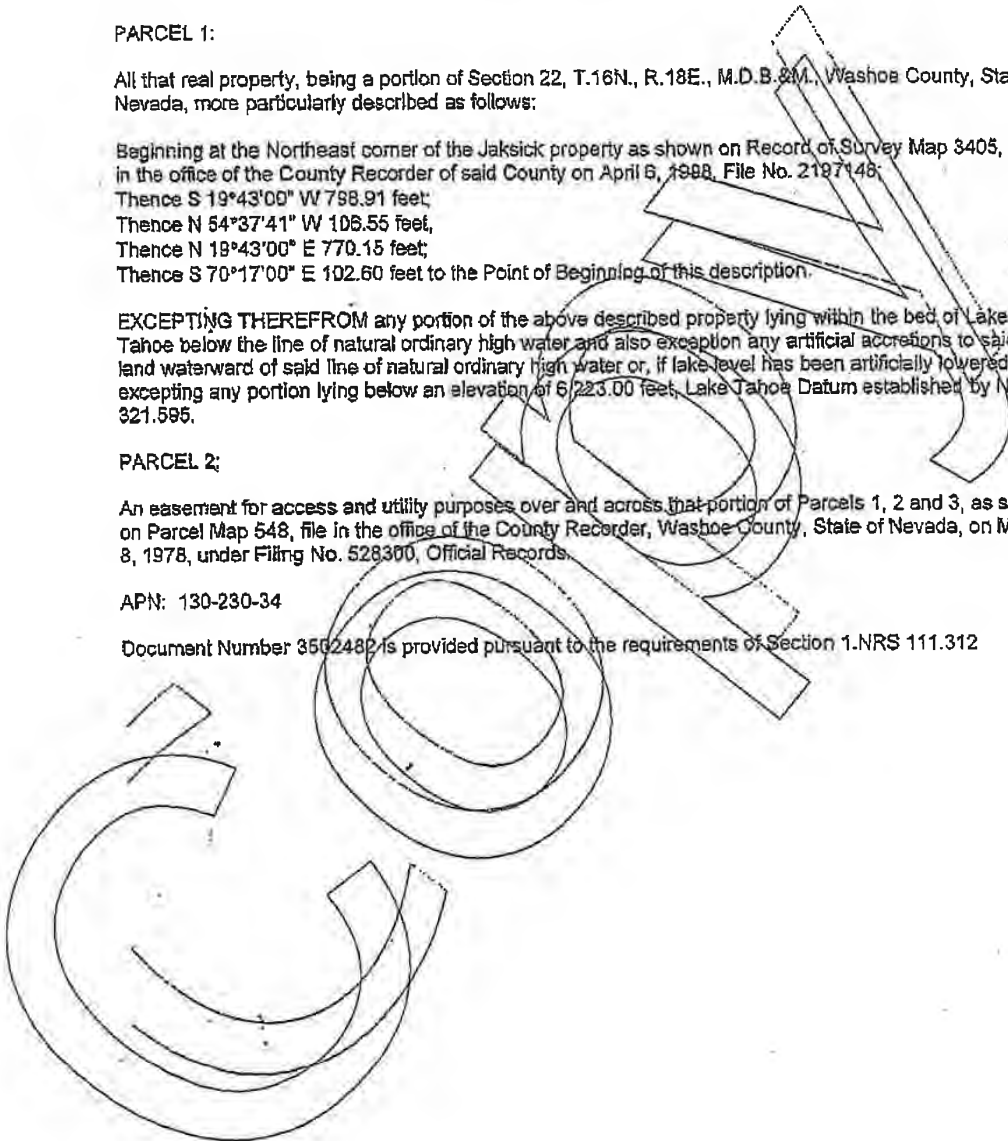 PARCEL 1:
All that real property, being a portion of Section 22, T.16N., R.18E., M.D.B.&M., Washoe County, Sta
Nevada, more particularly described as follows:
Beginning at the Northeast corner of the Jaksick property as shown on Record of Survey Map 3405,
in the office of the County Recorder of said County on April 6, 1998, File No. 2197148;
Thence S 19°43'00" W 798.91 feet;
Thence N 54°37'41" W 106.55 feet,
Thence N 19°43'00" E 770.15 feet;
Thence S 70°17'00" E 102.60 feet to the Point of Beginning of this description.
EXCEPTING THEREFROM any portion of the above described property lying within the bed of Lake
Tahoe below the line of natural ordinary high water and also exception any artificial accretions to said
land waterward of said line of natural ordinary high water or, if lake level has been artificially lowered
excepting any portion lying below an elevation of 6,223.00 feet, Lake Tahoe Datum established by N
321.595.
PARCEL 2:
An easement for access and utility purposes over and across that portion of Parcels 1, 2 and 3, as s
on Parcel Map 548, file in the office of the County Recorder, Washoe County, State of Nevada, on M
8, 1978, under Filing No. 528300, Official Records.
APN: 130-230-34
Document Number 3502482 is provided pursuant to the requirements of Section 1.NRS 111.312
Copy